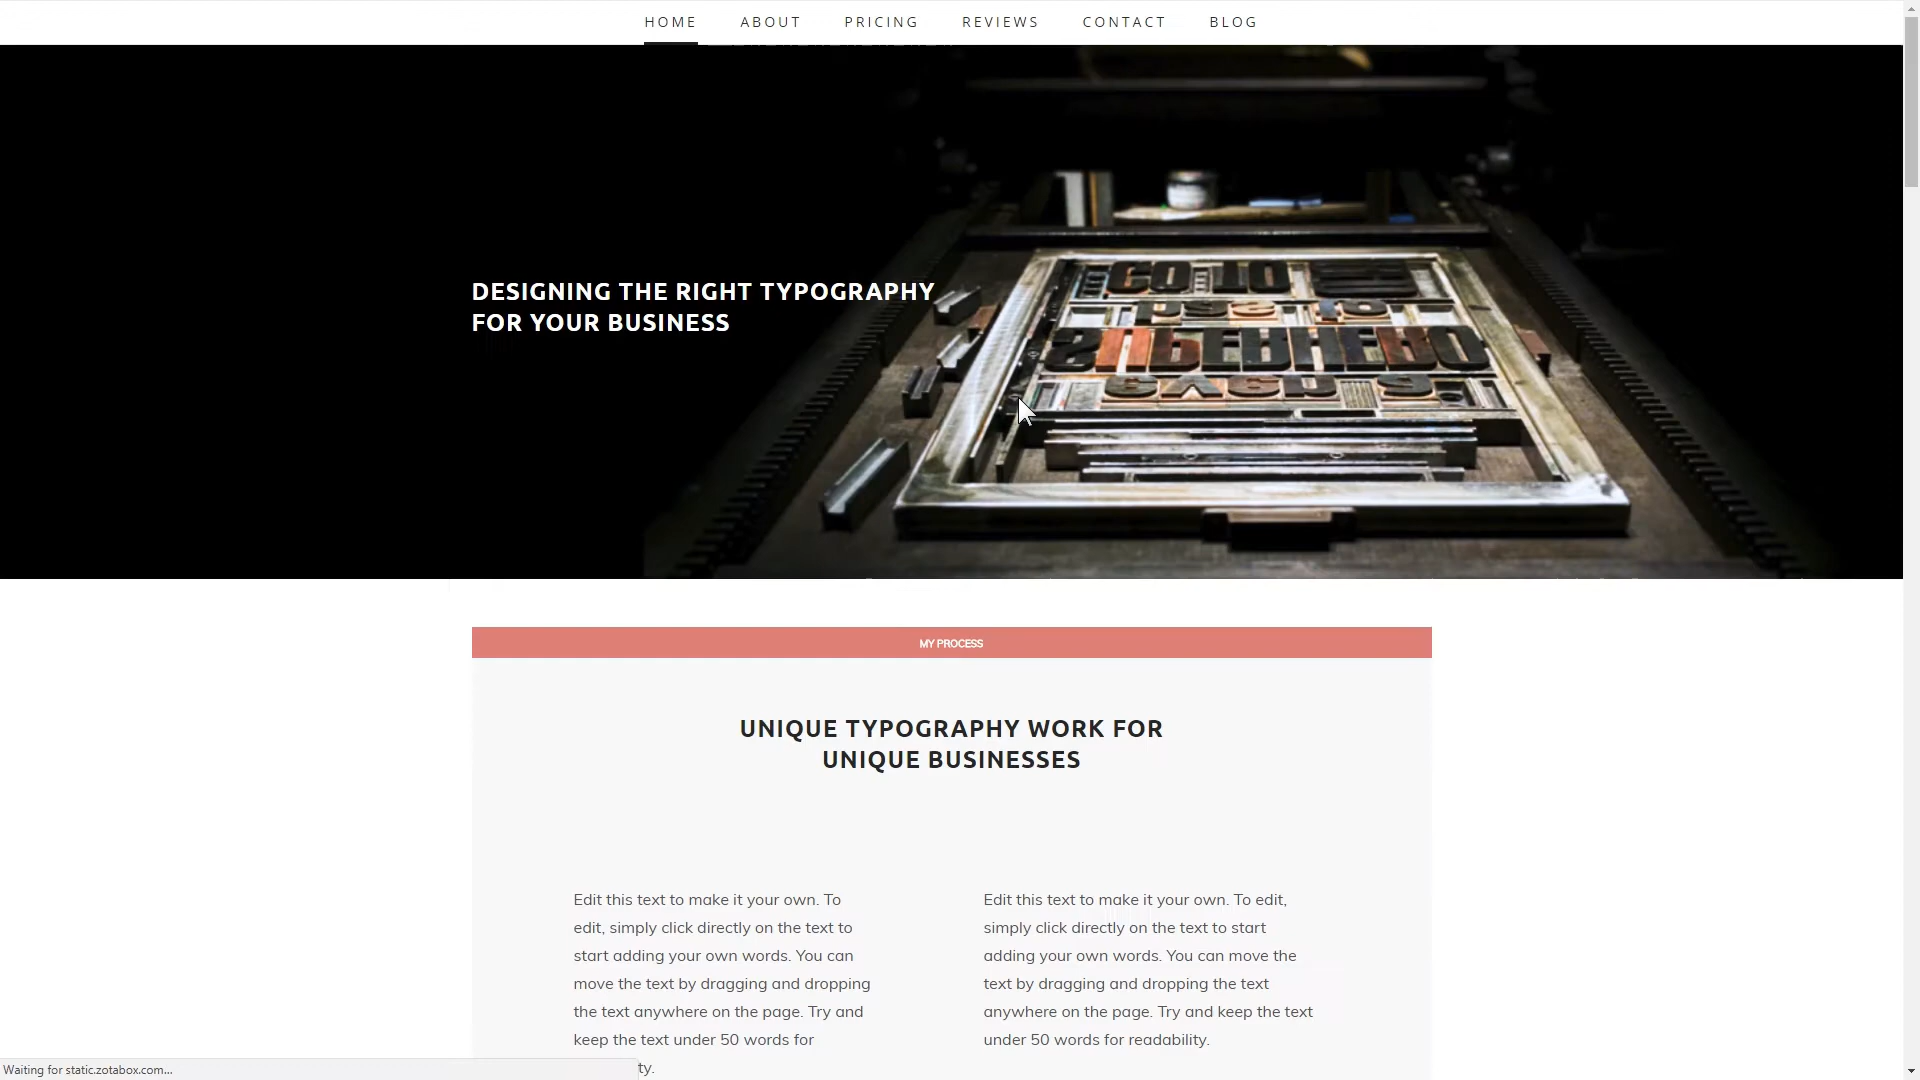 HOME ABOUT PRICING REVIEWS CONTACT BLOG
DESIGNING THE RIGHT TYPOGRAPHY
FOR YOUR BUSINESS
MY PROCESS
UNIQUE TYPOGRAPHY WORK FOR
UNIQUE BUSINESSES
Edit this text to make it your own. To
edit, simply click directly on the text to
start adding your own words. You can
move the text by dragging and dropping
the text anywhere on the page. Try and
keep the text under 50 words for
ty.
Edit this text to make it your own. To edit,
simply click directly on the text to start
adding your own words. You can move the
text by dragging and dropping the text
anywhere on the page. Try and keep the text
under 50 words for readability.
Waiting for static.zotabox.com...